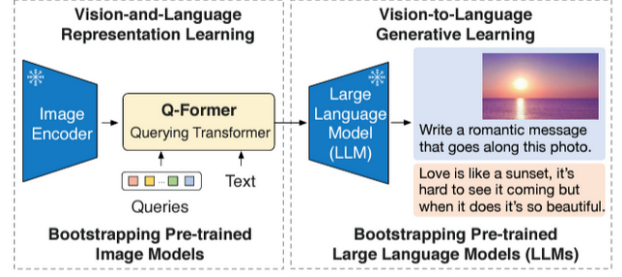 Vision-and-Language
Representation Learning
Image
Encoder
Q-Former
Querying Transformer
Queries
Text
Bootstrapping Pre-trained
Image Models
Vision-to-Language
Generative Learning
Large
Language
Model
(LLM)
Write a romantic message
that goes along this photo.
Love is like a sunset, it's
hard to see it coming but
when it does it's so beautiful.
Bootstrapping Pre-trained
Large Language Models (LLMs)